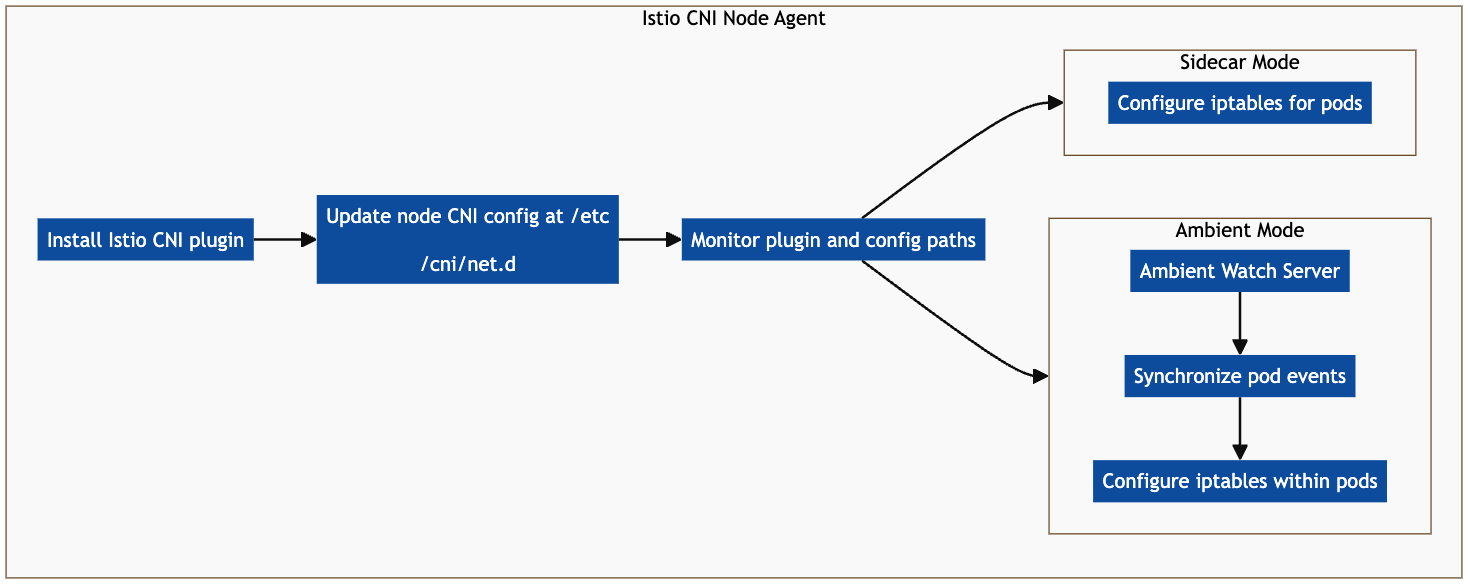 Istio CNI Node Agent
Install Istio CNI plugin
Update node CNI config at /etc
/cni/net.d
Monitor plugin and config paths
Sidecar Mode
Configure iptables for pods
Ambient Mode
Ambient Watch Server
Synchronize pod events
Configure iptables within pods